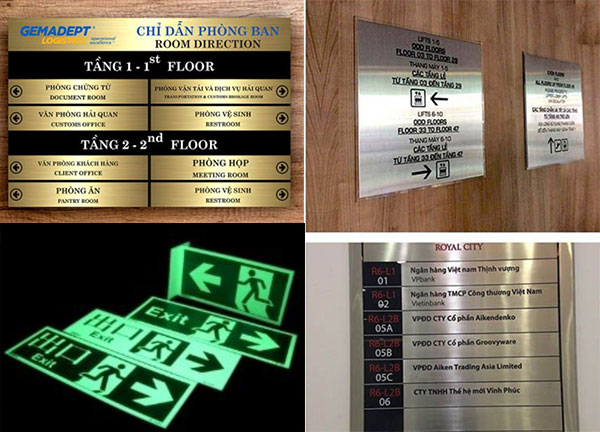 GEMADEPT
LOGISTICS
operational
excellence
CHỈ DẪN PHÒNG BAN
ROOM DIRECTION
TẦNG 1 - 1st FLOOR
PHÒNG CHỨNG TỪ
DOCUMENT ROOM
PHÒNG VẬN TẢI VÀ DỊCH VỤ HẢI QUAN
TRANSPORTATION & CUSTOMS BROKAGE ROOM
VĂN PHÒNG HẢI QUAN
CUSTOMS OFFICE
PHÒNG VỆ SINH
RESTROOM
TẦNG 2 - 2nd FLOOR
VĂN PHÒNG KHÁCH HÀNG
CLIENT OFFICE
PHÒNG HỌP
MEETING ROOM
PHÒNG ĂN
PANTRY ROOM
PHÒNG VỆ SINH
RESTROOM
LIFTS 1-5
ODD FLOORS
FLOOR 03 TO FLOOR 29
THANG MÁY 1-5
CÁC TẦNG LẺ
TỪ TẦNG 03 ĐẾN TẦNG 29
LIFTS 6-10
ODD FLOORS
FLOOR 03 TO FLOOR 47
THANG MÁY 6-10
CÁC TẦNG LẺ
TỪ TẦNG 03 ĐẾN TẦNG 47
EVEN FLOORS
AND
Exit
出口
Exit
出口
Exit
ROYAL CITY
R6-L1
01
Ngân hàng Việt nam Thịnh vượng
VPbank
R6-L1
02
Ngân hàng TMCP Công thương Việt Nam
Vietinbank
R6-L2B
05A
VPĐD CTY Cổ phần Aikendenko
R6-L2B
05B
VPĐD CTY Cổ phần Groovyware
R6-L2B
05C
VPĐD Aiken Trading Asia Limited
R6-L2B
06
CTY TNHH Thế hệ mới Vĩnh Phúc